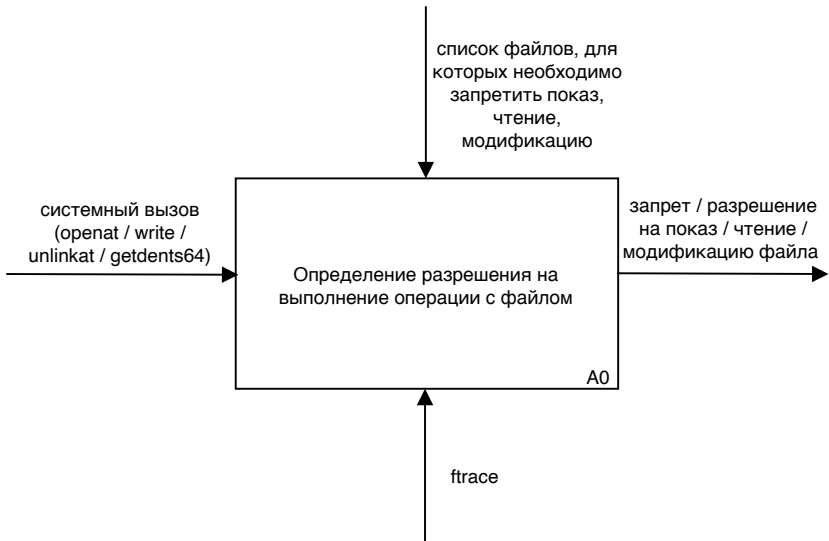 список файлов, для
которых необходимо
запретить показ,
чтение,
модификацию
системный вызов
(openat / write /
unlinkat / getdents64)
Определение разрешения на
выполнение операции с файлом
A0
запрет / разрешение
на показ / чтение /
модификацию файла
ftrace